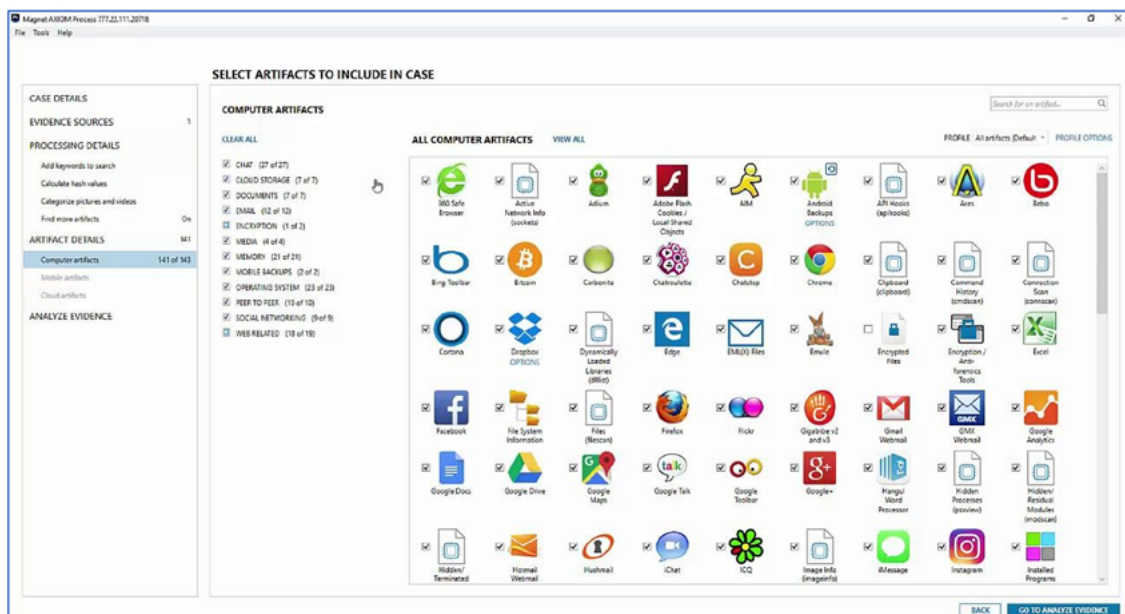 Magnet AXIOM Process 777.22.111.20718
File Tools Help
SELECT ARTIFACTS TO INCLUDE IN CASE
CASE DETAILS
EVIDENCE SOURCES 1
PROCESSING DETAILS
Add keywords to search
Calculate hash values
Categorize pictures and videos
Find more artifacts On
ARTIFACT DETAILS 141
Computer artifacts 141 of 143
Mobile artifacts
Cloud artifacts
ANALYZE EVIDENCE
COMPUTER ARTIFACTS
Search for an artifact...
CLEAR ALL
ALL COMPUTER ARTIFACTS VIEW ALL
PROFILE All artifacts (Default PROFILE OPTIONS
CHAT (27 of 27)
CLOUD STORAGE (7 of 7)
DOCUMENTS (7 of 7)
EMAIL (12 of 12)
ENCRYPTION (1 of 2)
MEDIA (4 of 4)
MEMORY (21 of 21)
MOBILE BACKUPS (2 of 2)
OPERATING SYSTEM (23 of 23)
PEER TO PEER (10 of 10)
SOCIAL NETWORKING (9 of 9)
WEB RELATED (18 of 19)
360 Safe Browser
Active Network Info (sockets)
Adium
Adobe Flash Cookies / Local Shared Objects
AIM
Android Backups
OPTIONS
API Hooks (apihooks)
Ares
Bebo
Bing Toolbar
Bitcoin
Carbonite
Chatroulette
Chatstep
Chrome
Clipboard (clipboard)
Command History (cmdscan)
Connection Scan (connscan)
Cortana
Dropbox
OPTIONS
Dynamically Loaded Libraries (dlllist)
Edge
EML(X) Files
Emule
Encrypted Files
Encryption / Anti-forensics Tools
Excel
Facebook
File System Information
Files (filescan)
Firefox
Flickr
Gigatribe v2 and v3
Gmail Webmail
GMX
GMX Webmail
Google Analytics
Google Docs
Google Drive
Google Maps
talk
Google Talk
Google Toolbar
g+
Google+
Hangul Word Processor
Hidden Processes (psxview)
Hidden/ Residual Modules (modscan)
Hidden/ Terminated
Hotmail Webmail
Hushmail
iChat
ICQ
Image Info (imageinfo)
iMessage
Instagram
Installed Programs
BACK GO TO ANALYZE EVIDENCE